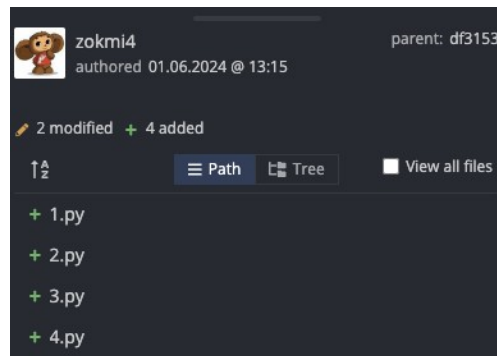 zokmi4
parent: df3153
authored 01.06.2024 @ 13:15
2 modified + 4 added
Path Tree View all files
+ 1.py
+ 2.py
+ 3.py
+ 4.py